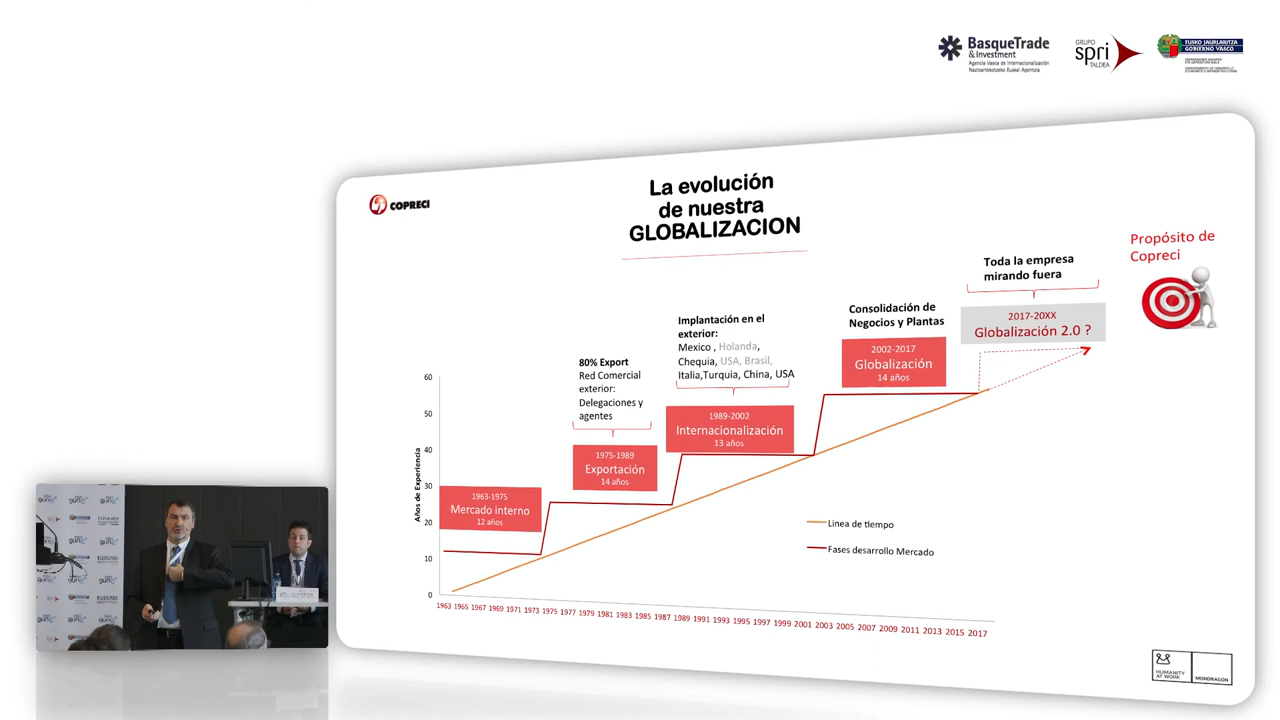 BasqueTrade
& Investment
Agencia Vasca de Internacionalización
Nazioartekotzeko Euskal Agentzia
GRUPO
spri
TALDEA
EUSKO JAURLARITZA
GOBIERNO VASCO
COPRECI
La evolución
de nuestra
GLOBALIZACION
Propósito de
Copreci
Toda la empresa
mirando fuera
2017-20XX
Globalización 2.0 ?
Consolidación de
Negocios y Plantas
2002-2017
Globalización
14 años
Implantación en el
exterior:
Mexico , Holanda,
Chequia, USA, Brasil,
Italia,Turquia, China, USA
1989-2002
Internacionalización
13 años
80% Export
Red Comercial
exterior:
Delegaciones y
agentes
1975-1989
Exportación
14 años
1963-1975
Mercado interno
12 años
Años de Experiencia
60
50
40
30
20
10
0
1963 1965 1967 1969 1971 1973 1975 1977 1979 1981 1983 1985 1987 1989 1991 1993 1995 1997 1999 2001 2003 2005 2007 2009 2011 2013 2015 2017
Linea de tiempo
Fases desarrollo Mercado
HUMANITY
AT WORK
MONDRAGON